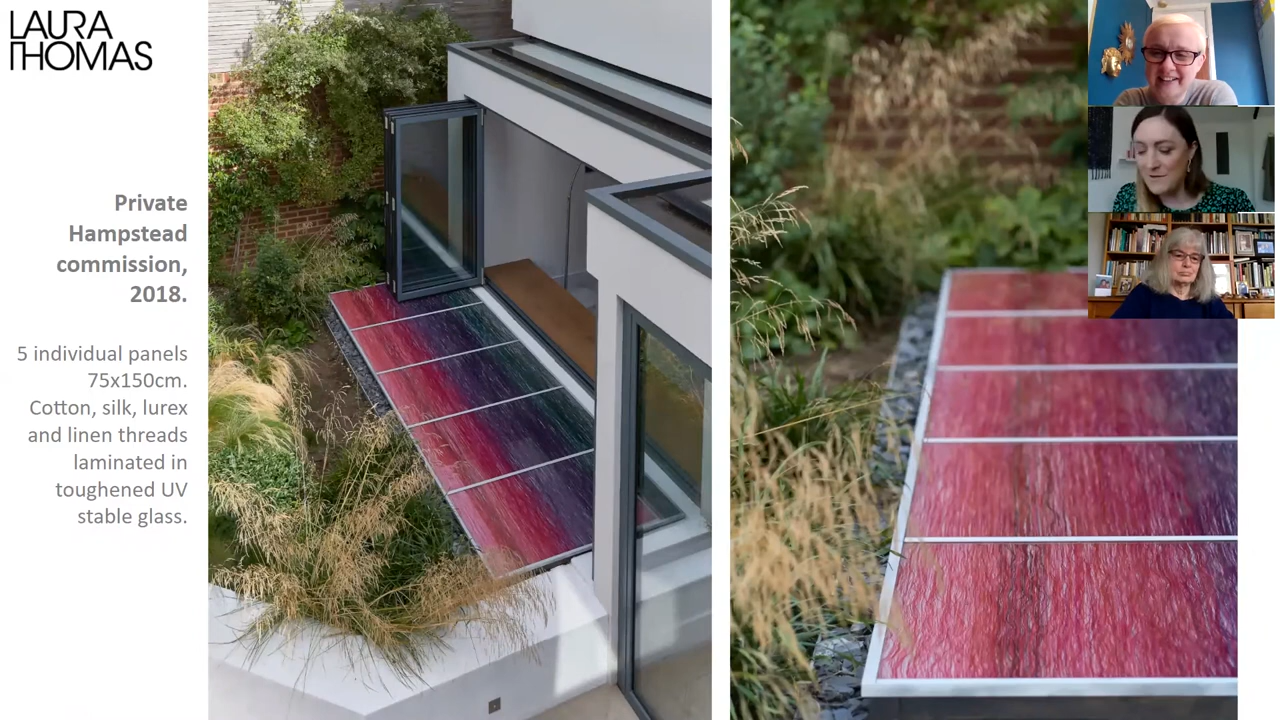 LAURA
THOMAS
Private
Hampstead
commission,
2018.
5 individual panels
75x150cm.
Cotton, silk, lurex
and linen threads
laminated in
toughened UV
stable glass.